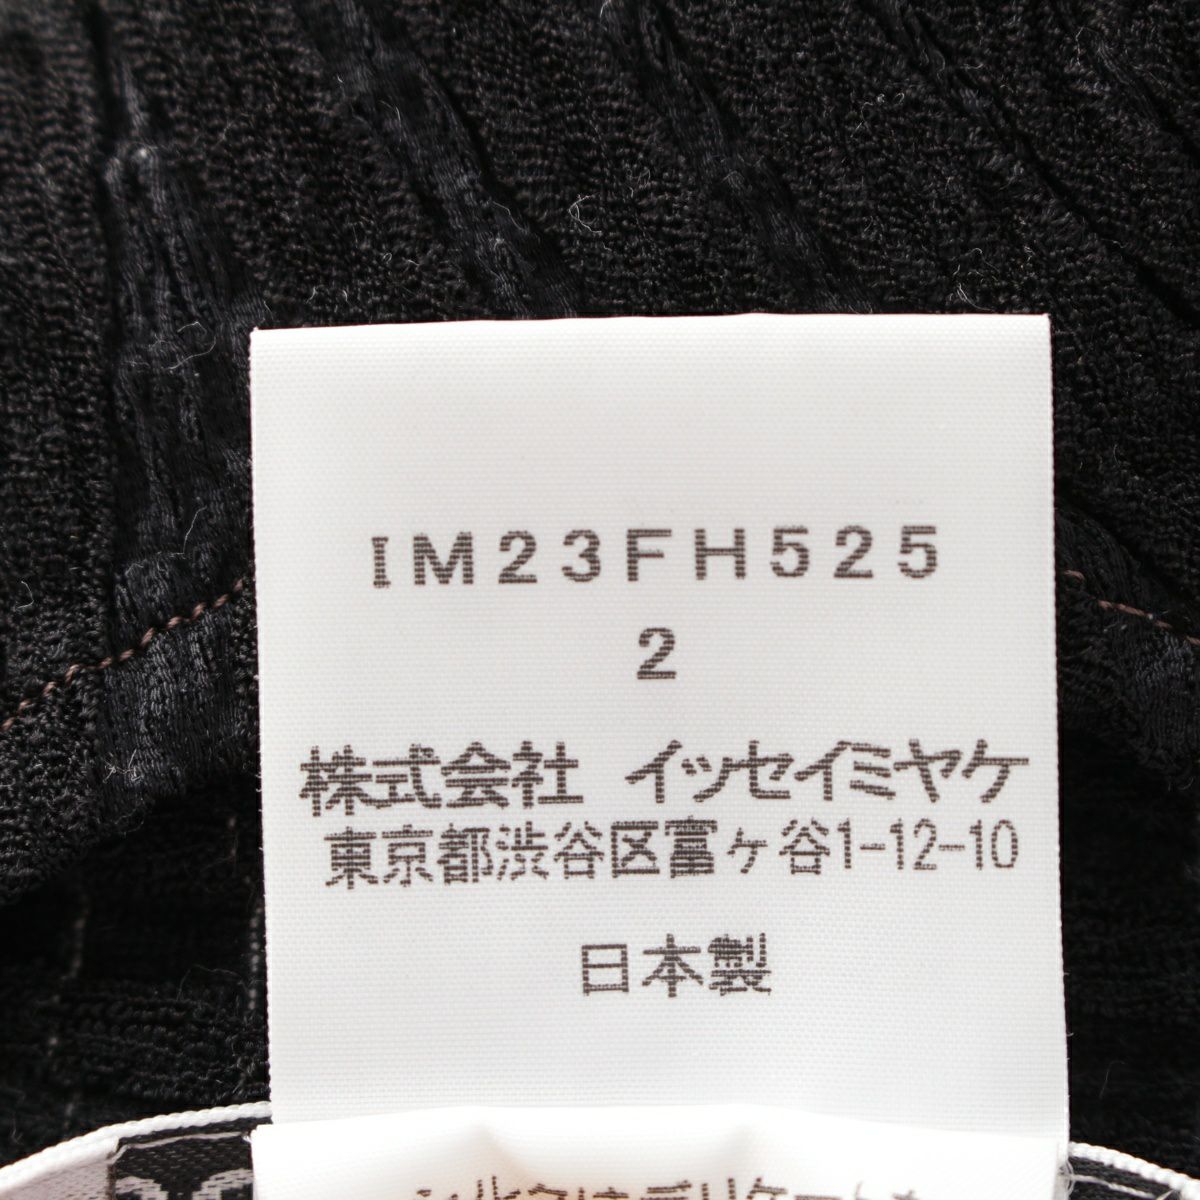 IM23FH525
2
株式会社 イッセイミヤケ
東京都渋谷区富ヶ谷1-12-10
日本製